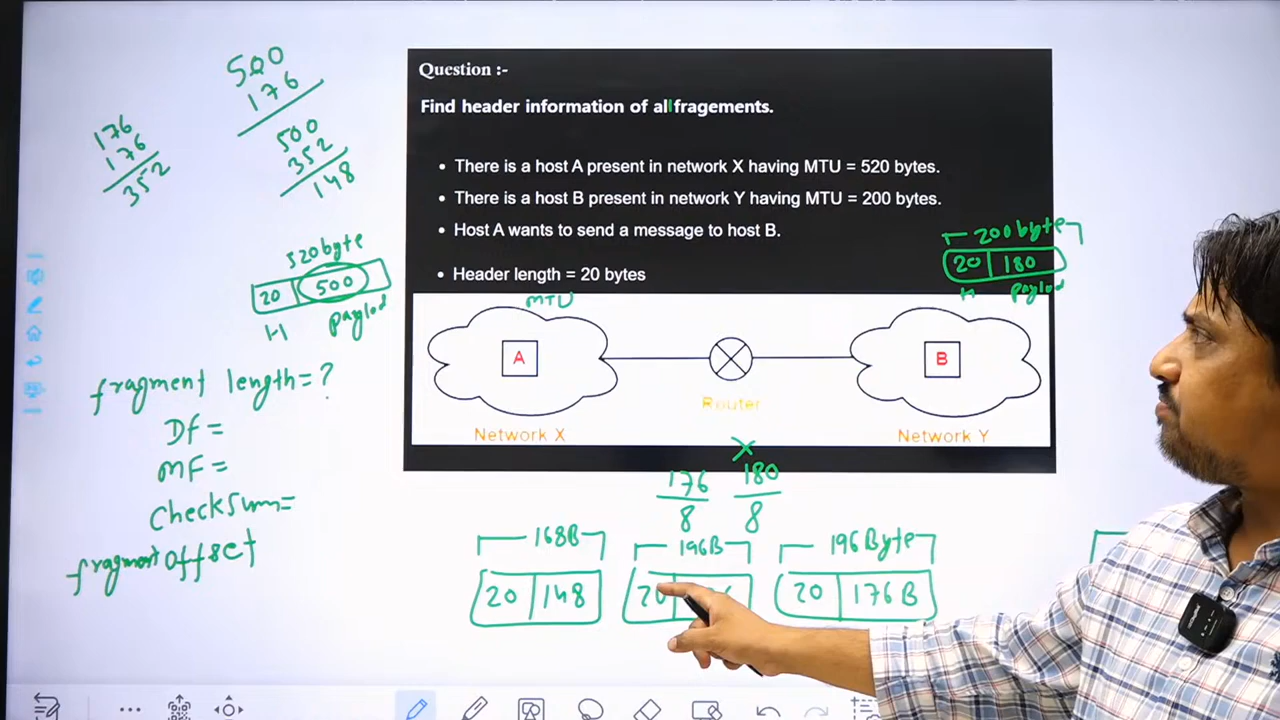 500
176
500
352
148
176
176
352
Question :-
Find header information of all fragements.
• There is a host A present in network X having MTU = 520 bytes.
• There is a host B present in network Y having MTU = 200 bytes.
• Host A wants to send a message to host B.
• Header length = 20 bytes
520byte
20 500
H payload
200byte
20 180
H payload
MTU
A
B
Router
Network X
Network Y
fragment length=?
Df=
MF=
CheckSum=
fragment offset
176 180
8 8
168B 196B 196Byte
20 148 20 20 176B